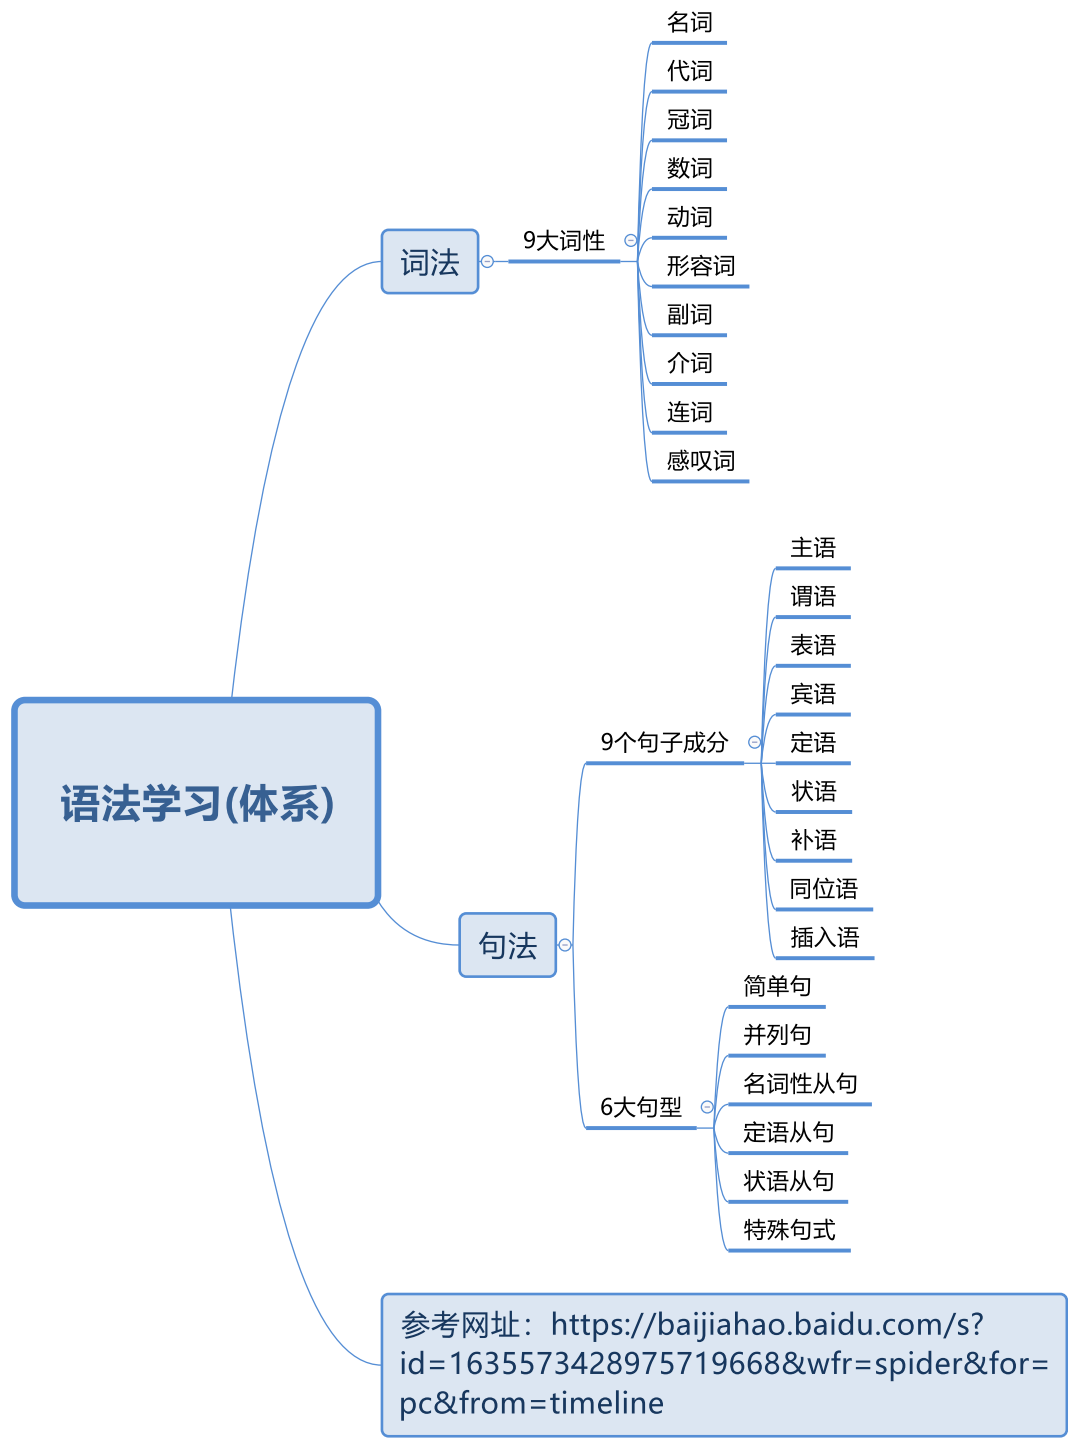 名词
代词
冠词
数词
9大词性
动词
词法
形容词
副词
介词
连词
感叹词
主语
谓语
表语
宾语
9个句子成分
定语
状语
语法学习(体系)
补语
同位语
句法
插入语
简单句
并列句
名词性从句
6大句型
定语从句
状语从句
特殊句式
参考网址：https://baijiahao.baidu.com/s?
id=1635573428975719668&wfr=spider&for=
pc&from=timeline